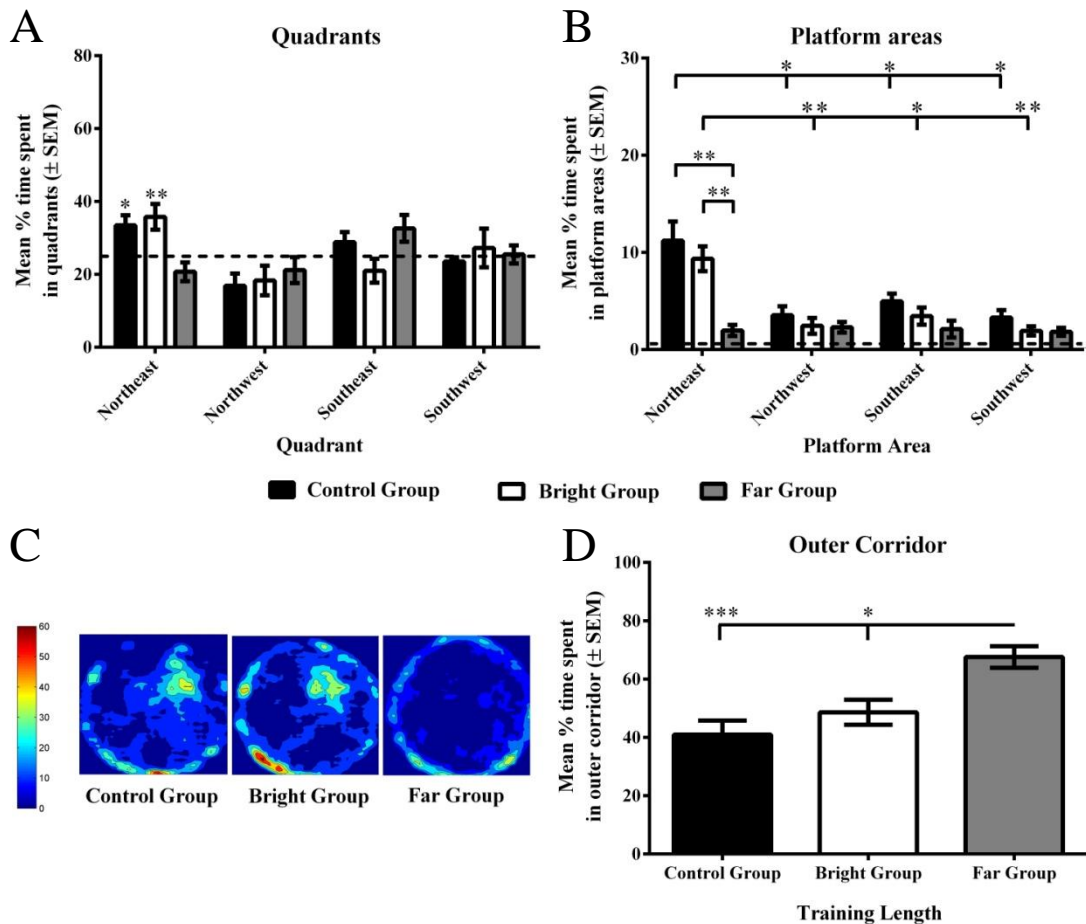 A
Quadrants
Mean % time spent
in quadrants (± SEM)
80
60
40
20
0
*
**
Northeast
Northwest
Southeast
Southwest
Quadrant
B
Platform areas
Mean % time spent
in platform areas (± SEM)
30
20
10
0
* * *
** * **
**
**
Northeast
Northwest
Southeast
Southwest
Platform Area
Control Group
Bright Group
Far Group
C
60
50
40
30
20
10
0
Control Group
Bright Group
Far Group
D
Outer Corridor
Mean % time spent
in outer corridor (± SEM)
100
80
60
40
20
0
*** *
Control Group
Bright Group
Far Group
Training Length